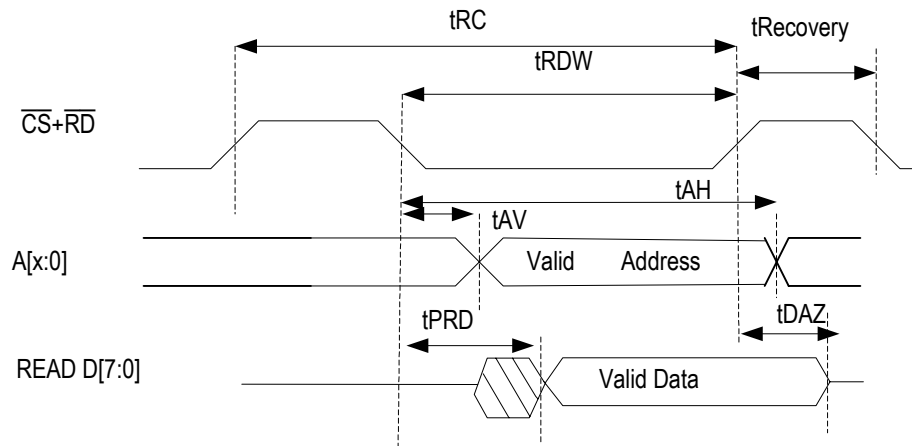 tRC
tRecovery
tRDW
CS+RD
tAH
tAV
A[x:0]
Valid Address
tPRD
tDAZ
READ D[7:0]
Valid Data